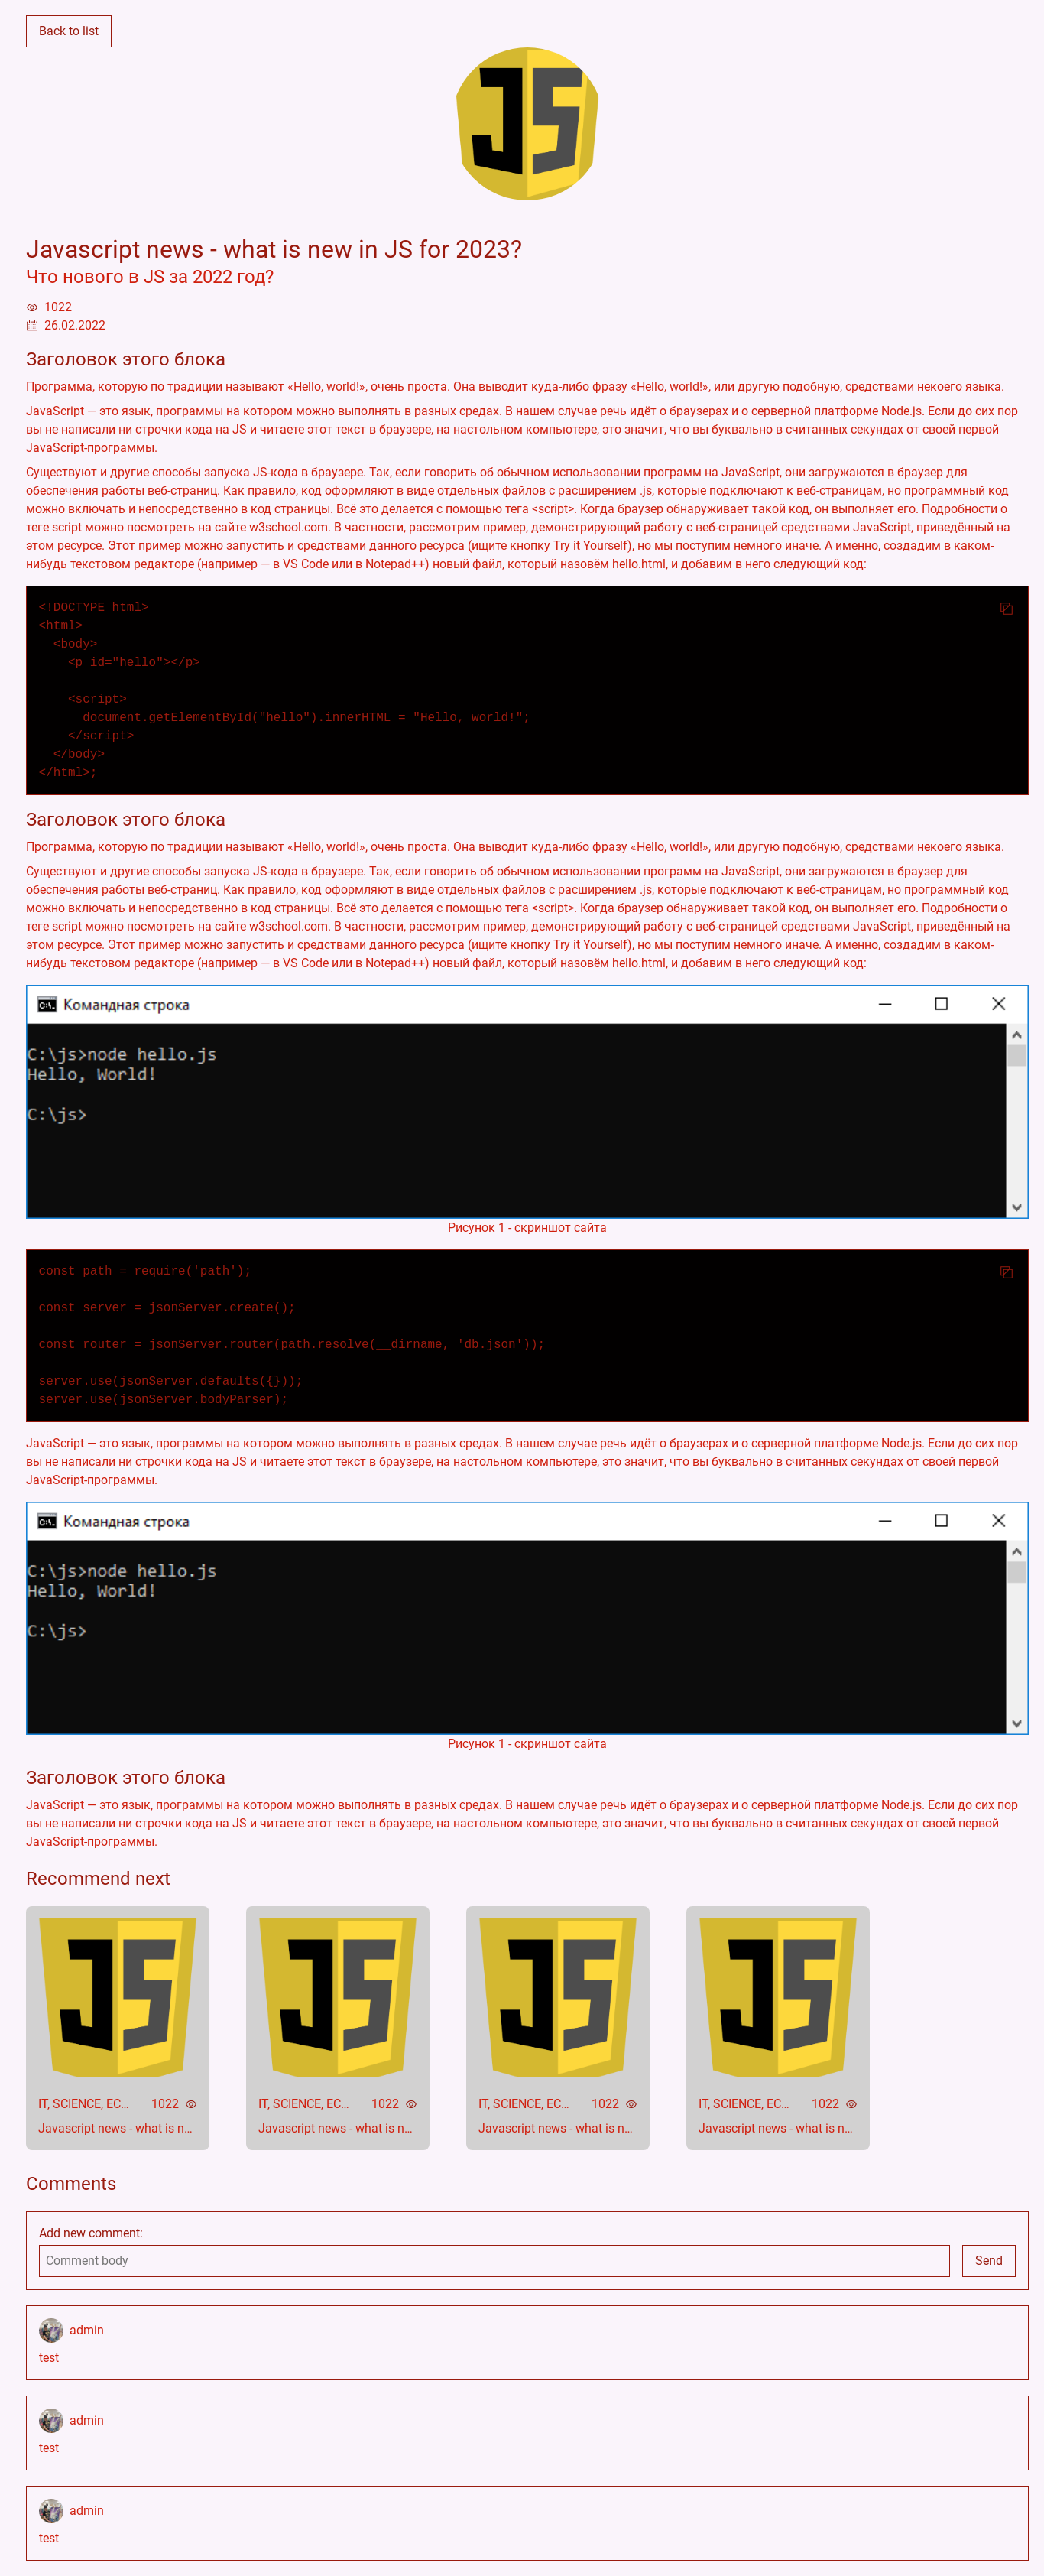 Back to list
JS
Javascript news - what is new in JS for 2023?
Что нового в JS за 2022 год?
1022
26.02.2022
Заголовок этого блока
Программа, которую по традиции называют «Hello, world!», очень проста. Она выводит куда-либо фразу «Hello, world!», или другую подобную, средствами некоего языка.
JavaScript — это язык, программы на котором можно выполнять в разных средах. В нашем случае речь идёт о браузерах и о серверной платформе Node.js. Если до сих пор
вы не написали ни строчки кода на JS и читаете этот текст в браузере, на настольном компьютере, это значит, что вы буквально в считанных секундах от своей первой
JavaScript-программы.
Существуют и другие способы запуска JS-кода в браузере. Так, если говорить об обычном использовании программ на JavaScript, они загружаются в браузер для
обеспечения работы веб-страниц. Как правило, код оформляют в виде отдельных файлов с расширением .js, которые подключают к веб-страницам, но программный код
можно включать и непосредственно в код страницы. Всё это делается с помощью тега <script>. Когда браузер обнаруживает такой код, он выполняет его. Подробности о
теге script можно посмотреть на сайте w3school.com. В частности, рассмотрим пример, демонстрирующий работу с веб-страницей средствами JavaScript, приведённый на
этом ресурсе. Этот пример можно запустить и средствами данного ресурса (ищите кнопку Try it Yourself), но мы поступим немного иначе. А именно, создадим в каком-
нибудь текстовом редакторе (например — в VS Code или в Notepad++) новый файл, который назовём hello.html, и добавим в него следующий код:
<!DOCTYPE html>
<html>
  <body>
    <p id="hello"></p>
    <script>
      document.getElementById("hello").innerHTML = "Hello, world!";
    </script>
  </body>
</html>;
Заголовок этого блока
Программа, которую по традиции называют «Hello, world!», очень проста. Она выводит куда-либо фразу «Hello, world!», или другую подобную, средствами некоего языка.
Существуют и другие способы запуска JS-кода в браузере. Так, если говорить об обычном использовании программ на JavaScript, они загружаются в браузер для
обеспечения работы веб-страниц. Как правило, код оформляют в виде отдельных файлов с расширением .js, которые подключают к веб-страницам, но программный код
можно включать и непосредственно в код страницы. Всё это делается с помощью тега <script>. Когда браузер обнаруживает такой код, он выполняет его. Подробности о
теге script можно посмотреть на сайте w3school.com. В частности, рассмотрим пример, демонстрирующий работу с веб-страницей средствами JavaScript, приведённый на
этом ресурсе. Этот пример можно запустить и средствами данного ресурса (ищите кнопку Try it Yourself), но мы поступим немного иначе. А именно, создадим в каком-
нибудь текстовом редакторе (например — в VS Code или в Notepad++) новый файл, который назовём hello.html, и добавим в него следующий код:
Командная строка
C:\js>node hello.js
Hello, World!
C:\js>
Рисунок 1 - скриншот сайта
const path = require('path');
const server = jsonServer.create();
const router = jsonServer.router(path.resolve(__dirname, 'db.json'));
server.use(jsonServer.defaults({}));
server.use(jsonServer.bodyParser);
JavaScript — это язык, программы на котором можно выполнять в разных средах. В нашем случае речь идёт о браузерах и о серверной платформе Node.js. Если до сих пор
вы не написали ни строчки кода на JS и читаете этот текст в браузере, на настольном компьютере, это значит, что вы буквально в считанных секундах от своей первой
JavaScript-программы.
Командная строка
C:\js>node hello.js
Hello, World!
C:\js>
Рисунок 1 - скриншот сайта
Заголовок этого блока
JavaScript — это язык, программы на котором можно выполнять в разных средах. В нашем случае речь идёт о браузерах и о серверной платформе Node.js. Если до сих пор
вы не написали ни строчки кода на JS и читаете этот текст в браузере, на настольном компьютере, это значит, что вы буквально в считанных секундах от своей первой
JavaScript-программы.
Recommend next
JS JS JS JS
IT, SCIENCE, EC... 1022 IT, SCIENCE, EC... 1022 IT, SCIENCE, EC... 1022 IT, SCIENCE, EC... 1022
Javascript news - what is n... Javascript news - what is n... Javascript news - what is n... Javascript news - what is n...
Comments
Add new comment:
Comment body Send
admin
test
admin
test
admin
test